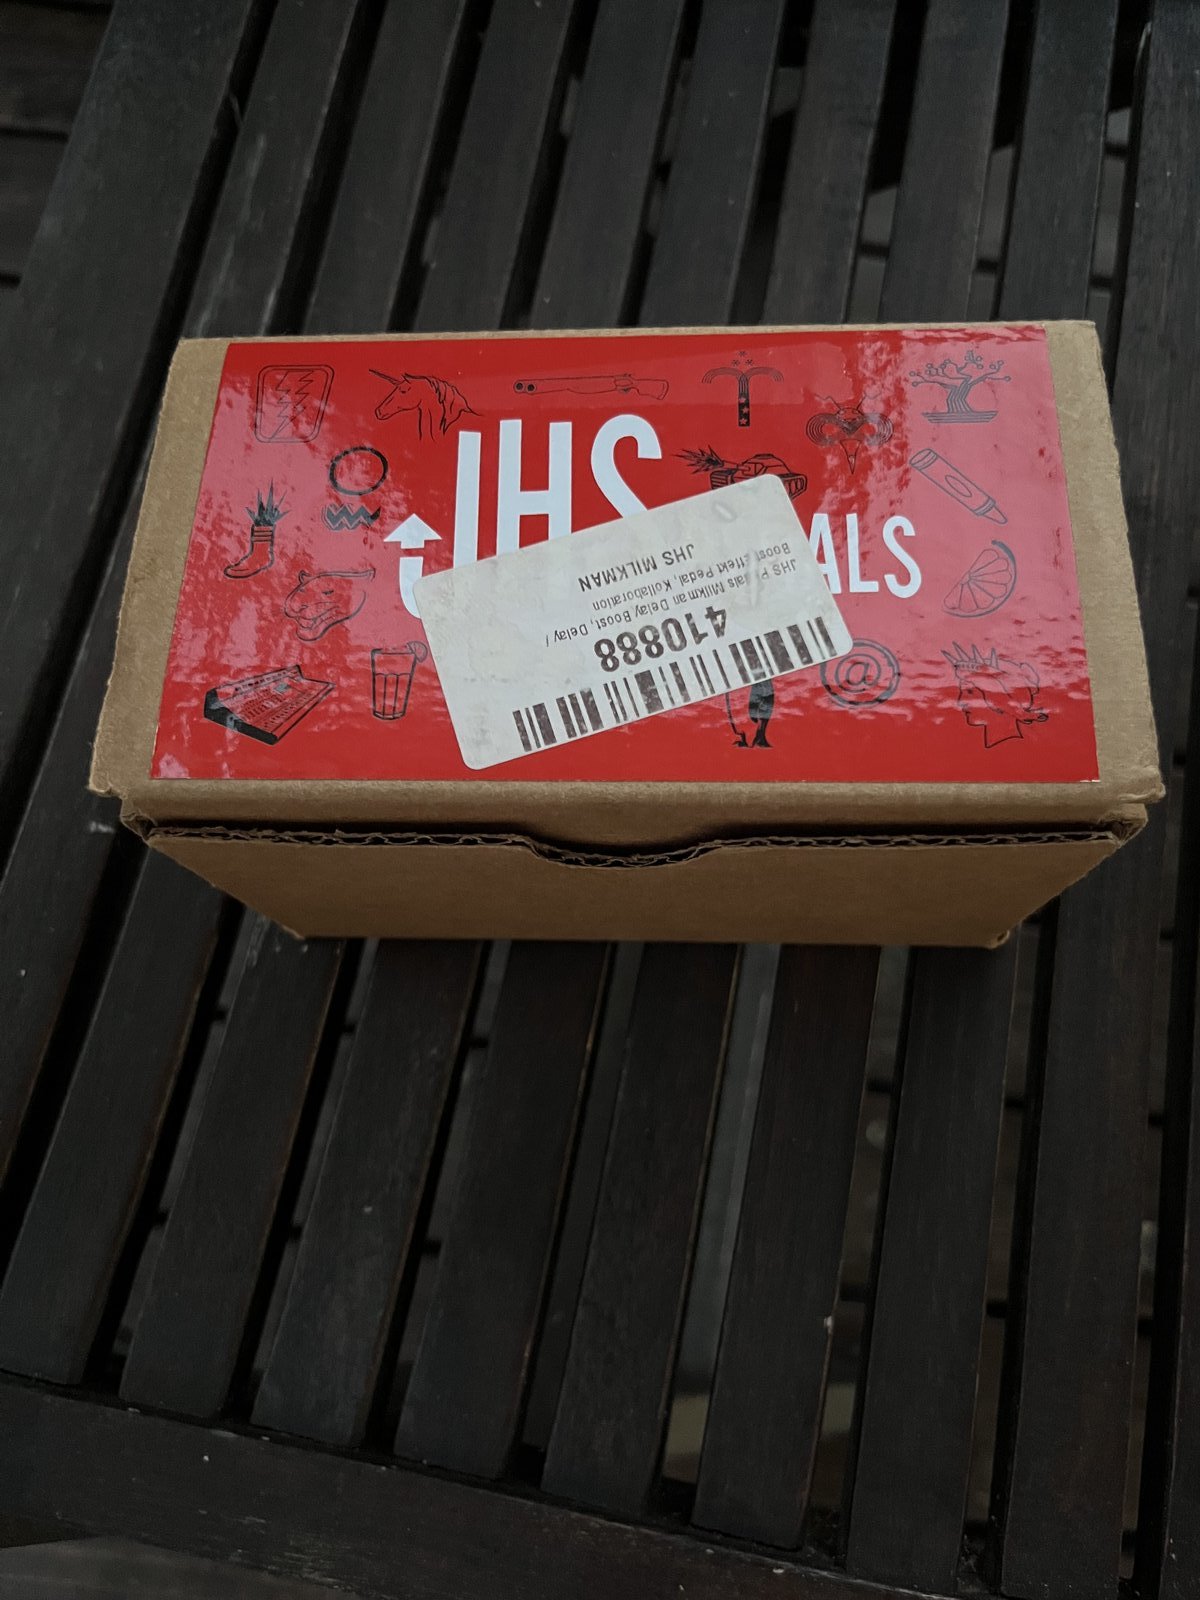 JHS
ALS
@
JHS MILKMAN
Boost Effekt Pedal, Kollaboration
JHS Pedals Milkman Delay Boost, Delay /
410888